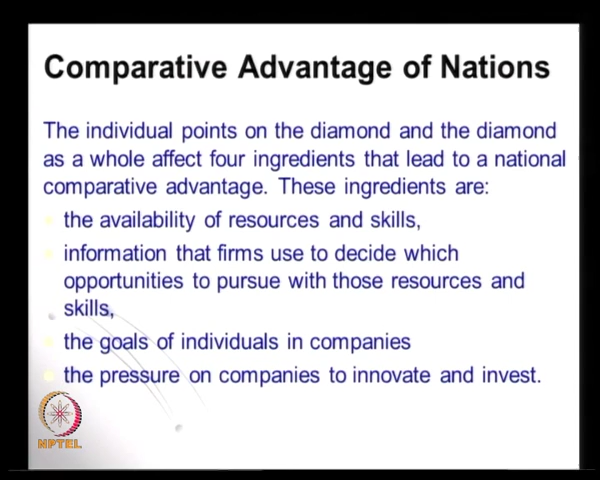 Comparative Advantage of Nations
The individual points on the diamond and the diamond
as a whole affect four ingredients that lead to a national
comparative advantage. These ingredients are:
the availability of resources and skills,
information that firms use to decide which
opportunities to pursue with those resources and
skills,
the goals of individuals in companies
the pressure on companies to innovate and invest.
NPTEL